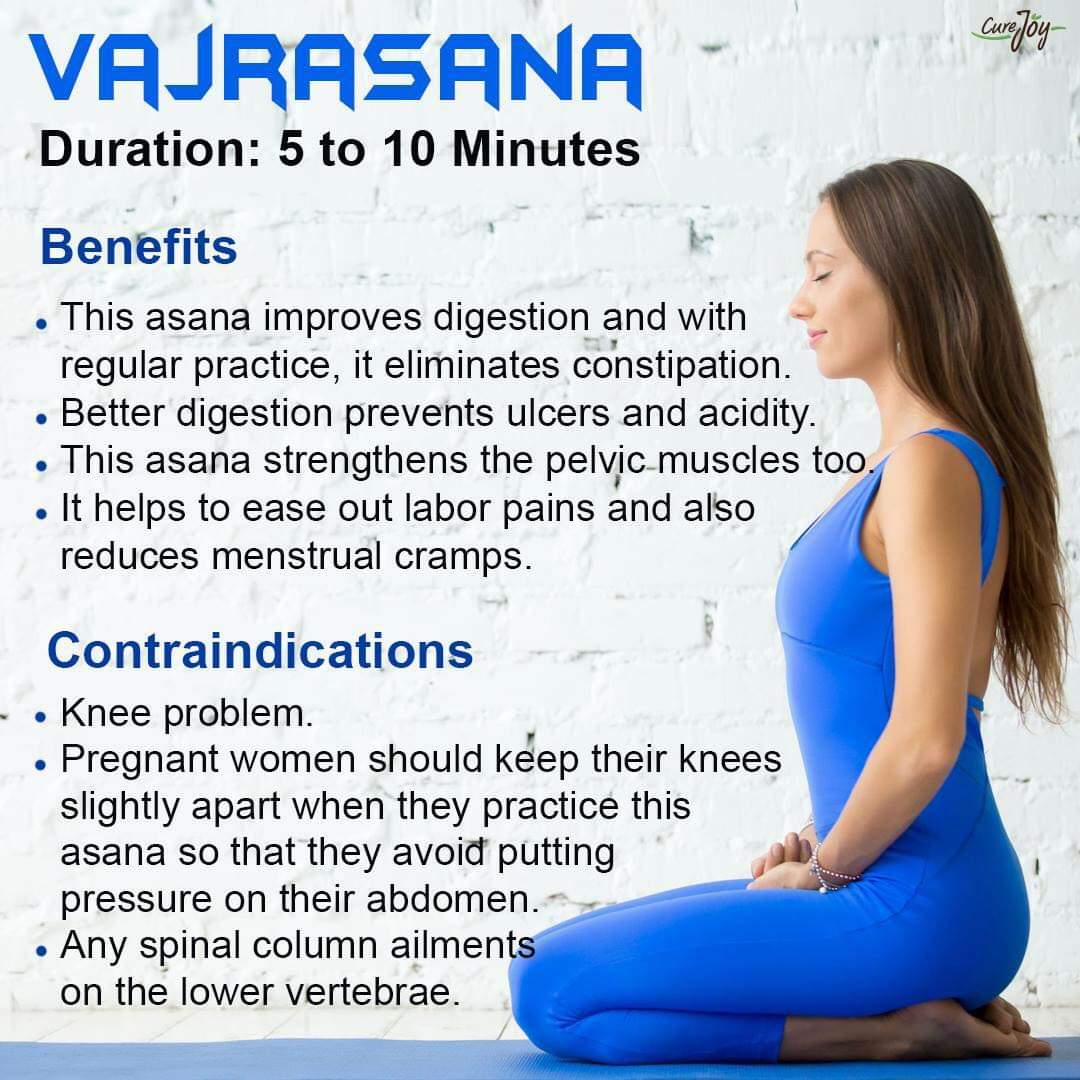 CureJoy
VAJRASANA
Duration: 5 to 10 Minutes
Benefits
• This asana improves digestion and with
regular practice, it eliminates constipation.
• Better digestion prevents ulcers and acidity.
• This asana strengthens the pelvic muscles too.
• It helps to ease out labor pains and also
reduces menstrual cramps.
Contraindications
• Knee problem.
• Pregnant women should keep their knees
slightly apart when they practice this
asana so that they avoid putting
pressure on their abdomen.
• Any spinal column ailments
on the lower vertebrae.